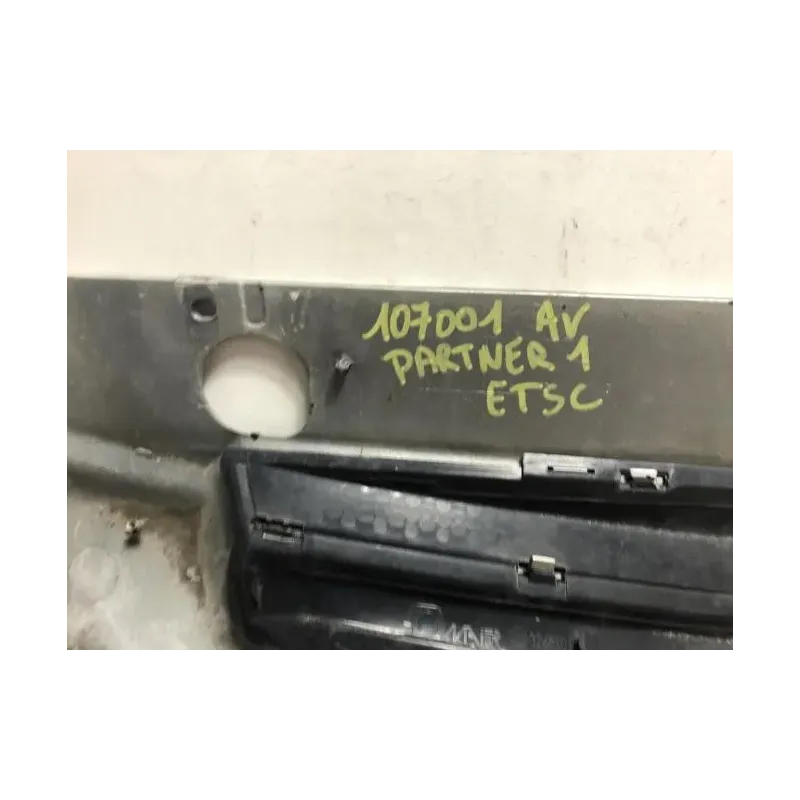 107001 AV
PARTNER 1
ETSC